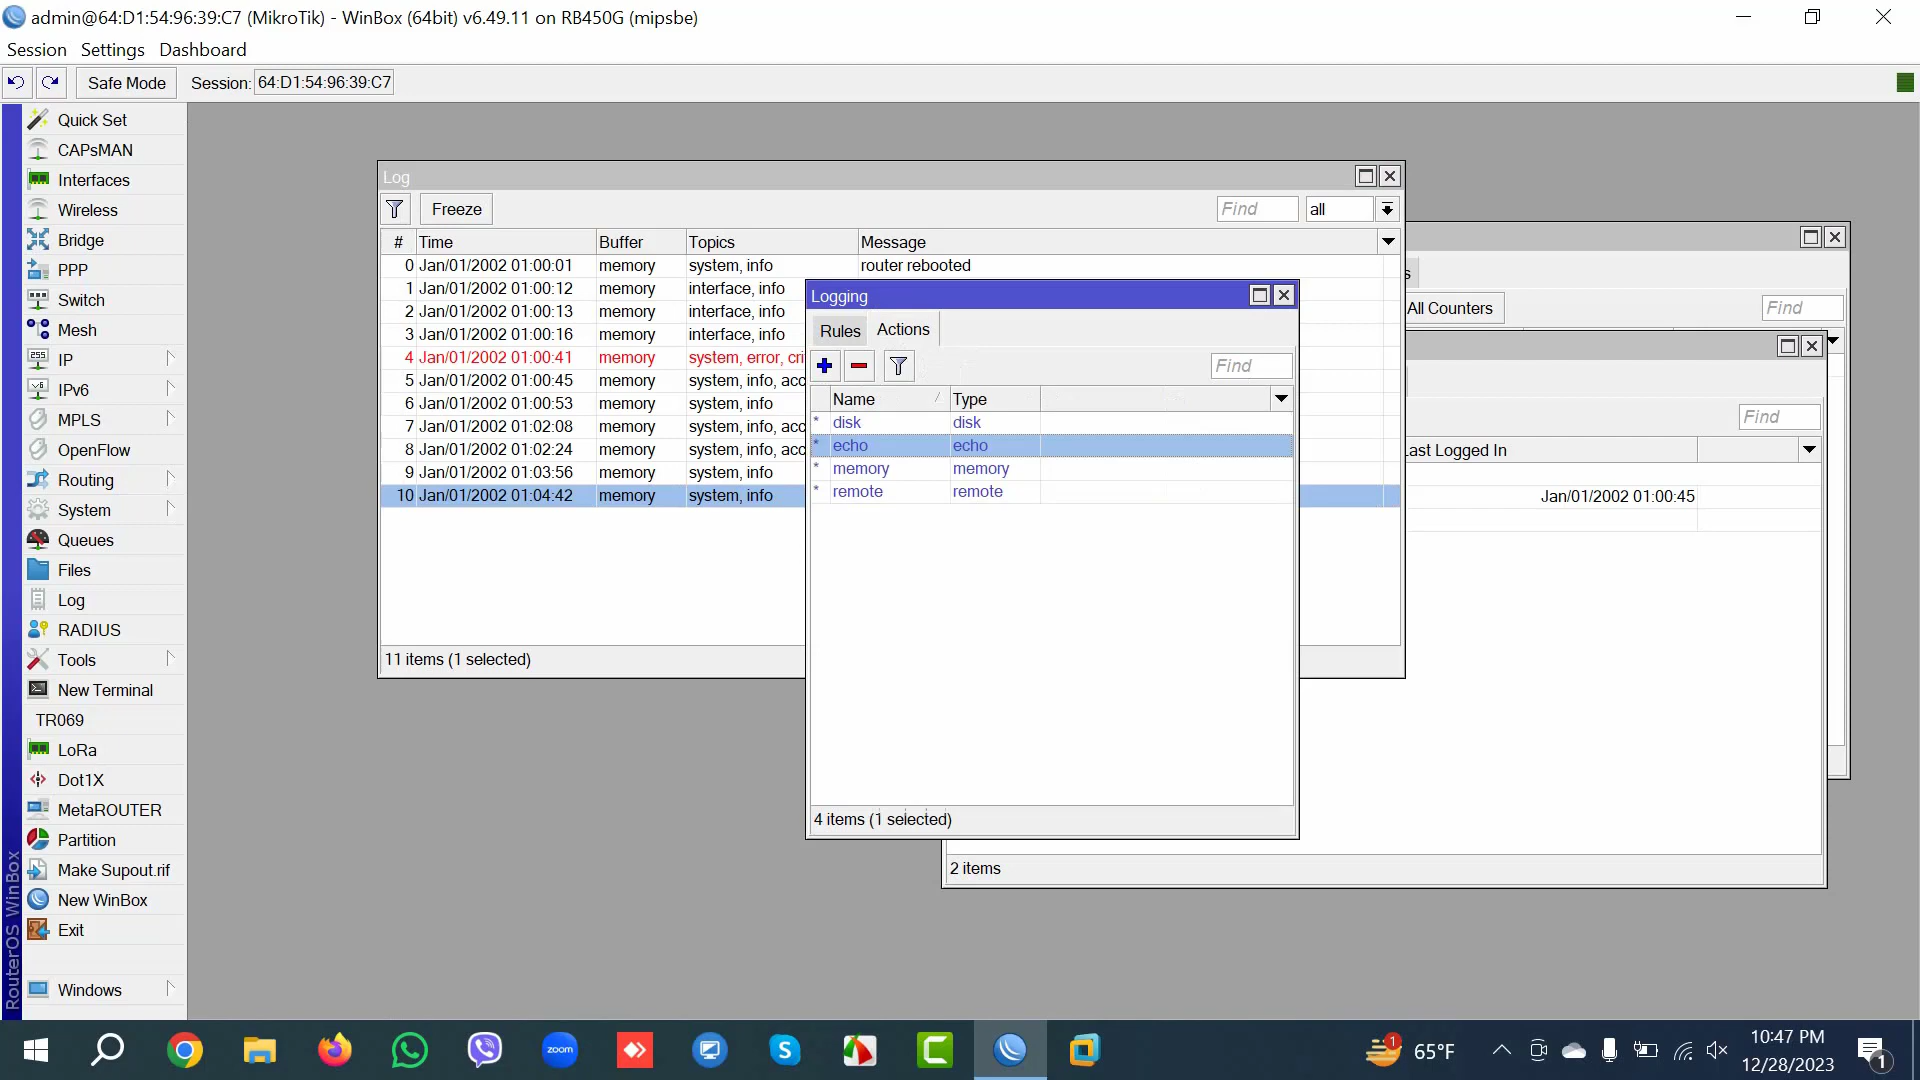 admin@64:D1:54:96:39:C7 (MikroTik) - WinBox (64bit) v6.49.11 on RB450G (mipsbe)
Session Settings Dashboard
Safe Mode Session: 64:D1:54:96:39:C7
Quick Set
CAPsMAN
Interfaces
Wireless
Bridge
PPP
Switch
Mesh
IP
IPv6
MPLS
OpenFlow
Routing
System
Queues
Files
Log
RADIUS
Tools
New Terminal
TR069
LoRa
Dot1X
MetaROUTER
Partition
Make Supout.rif
New WinBox
Exit
Windows
RouterOS WinBox
Log
Freeze Find all
# Time Buffer Topics Message
0 Jan/01/2002 01:00:01 memory system, info router rebooted
1 Jan/01/2002 01:00:12 memory interface, info
2 Jan/01/2002 01:00:13 memory interface, info
3 Jan/01/2002 01:00:16 memory interface, info
4 Jan/01/2002 01:00:41 memory system, error, cri
5 Jan/01/2002 01:00:45 memory system, info, acc
6 Jan/01/2002 01:00:53 memory system, info
7 Jan/01/2002 01:02:08 memory system, info, acc
8 Jan/01/2002 01:02:24 memory system, info, acc
9 Jan/01/2002 01:03:56 memory system, info
10 Jan/01/2002 01:04:42 memory system, info
11 items (1 selected)
Logging
Rules Actions
Find
Name Type
* disk disk
* echo echo
* memory memory
* remote remote
4 items (1 selected)
s
All Counters Find
Find
Last Logged In
Jan/01/2002 01:00:45
2 items
zoom
1
65°F
10:47 PM
12/28/2023
1